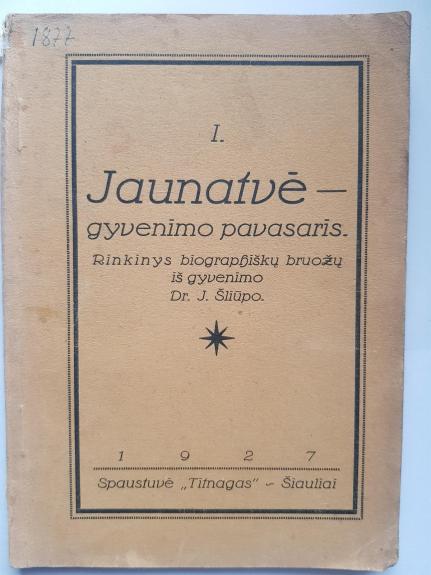 1877
I.
Jaunatvė —
gyvenimo pavasaris.
Rinkinys biographiškų bruožų
iš gyvenimo
Dr. J. Šliūpo.
1 9 2 7
Spaustuvė „Titnagas" ~ Šiauliai